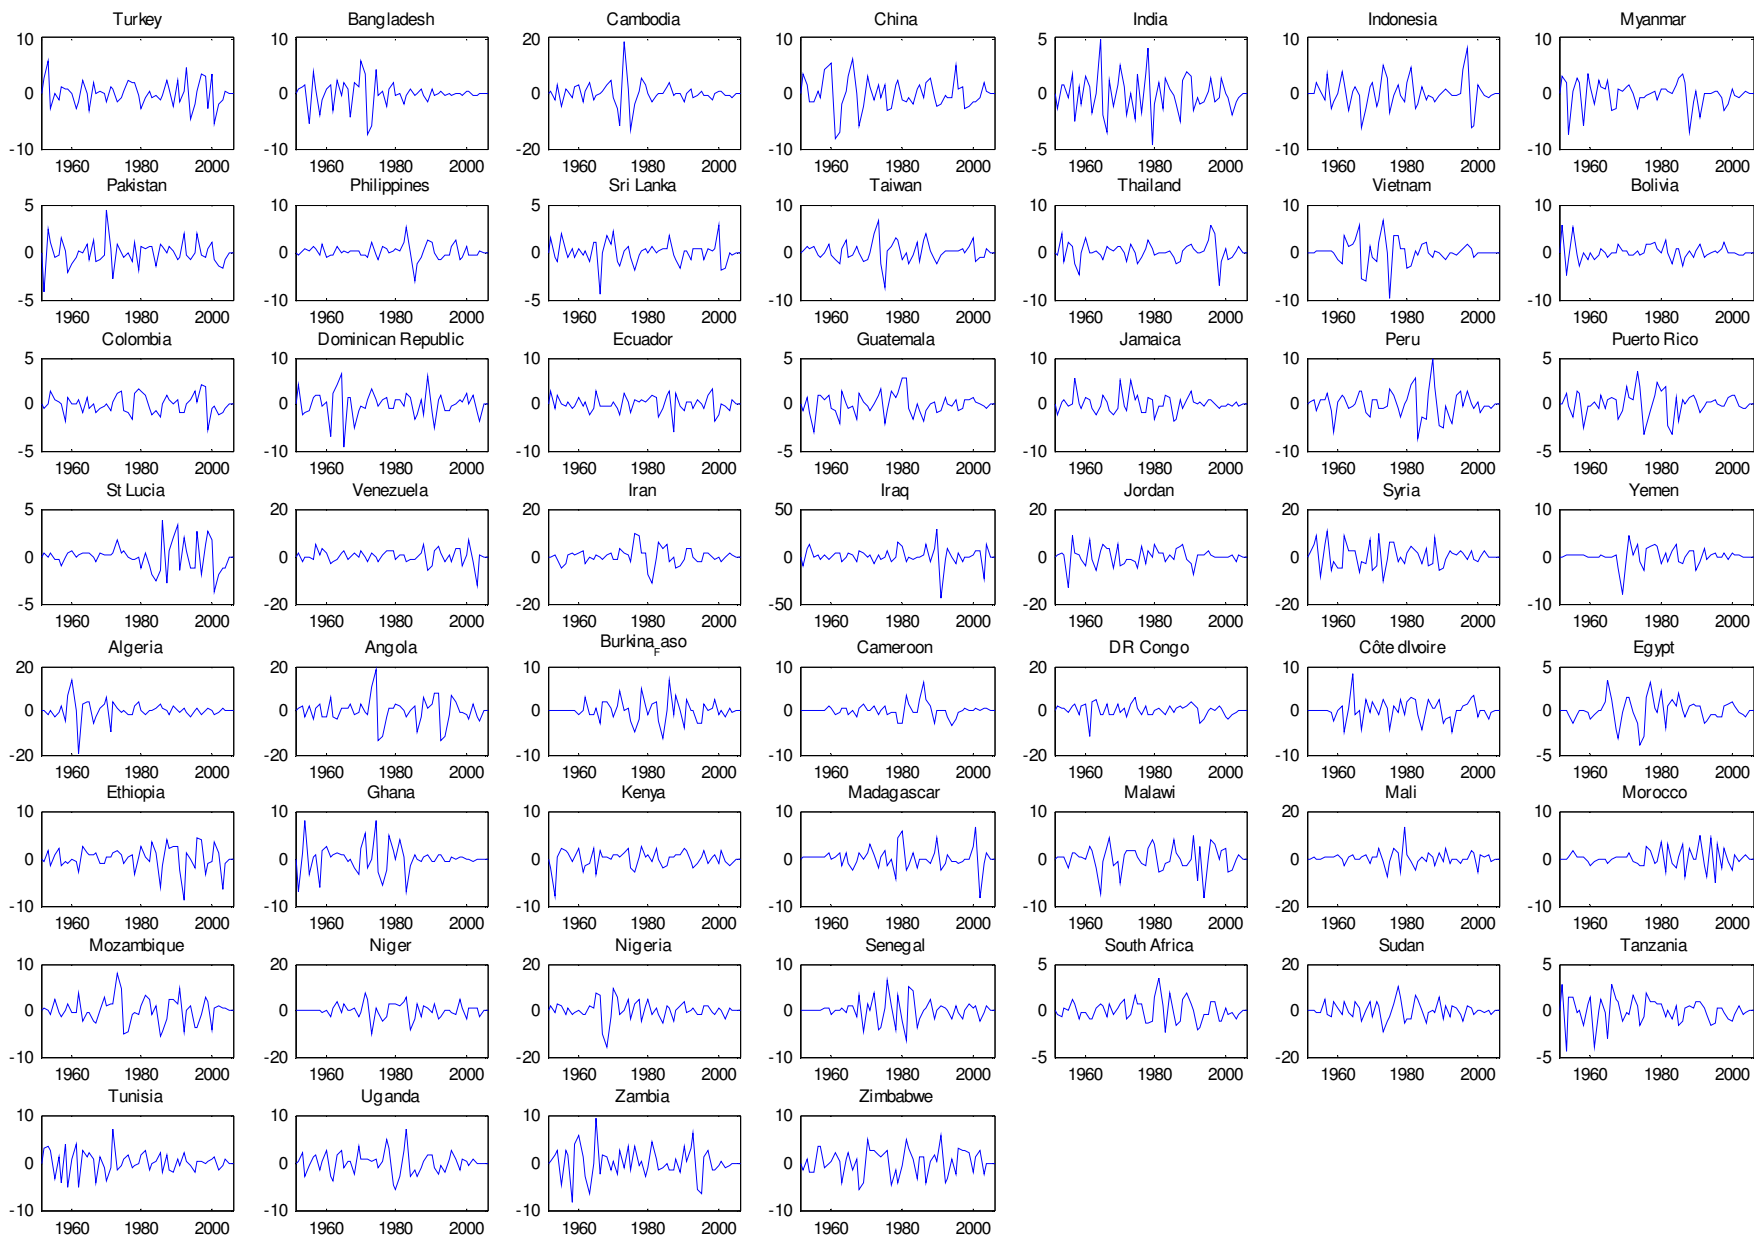 Turkey Bangladesh Cambodia China India Indonesia Myanmar
10 10 20 10 5 10 10
0 0 0 0 0 0 0
-10 -10 -20 -10 -5 -10 -10
1960 1980 2000 1960 1980 2000 1960 1980 2000 1960 1980 2000 1960 1980 2000 1960 1980 2000 1960 1980 2000
Pakistan Philippines Sri Lanka Taiwan Thailand Vietnam Bolivia
5 10 5 10 10 10 10
0 0 0 0 0 0 0
-5 -10 -5 -10 -10 -10 -10
1960 1980 2000 1960 1980 2000 1960 1980 2000 1960 1980 2000 1960 1980 2000 1960 1980 2000 1960 1980 2000
Colombia Dominican Republic Ecuador Guatemala Jamaica Peru Puerto Rico
5 10 10 5 10 10 5
0 0 0 0 0 0 0
-5 -10 -10 -5 -10 -10 -5
1960 1980 2000 1960 1980 2000 1960 1980 2000 1960 1980 2000 1960 1980 2000 1960 1980 2000 1960 1980 2000
St Lucia Venezuela Iran Iraq Jordan Syria Yemen
5 20 20 50 20 20 10
0 0 0 0 0 0 0
-5 -20 -20 -50 -20 -20 -10
1960 1980 2000 1960 1980 2000 1960 1980 2000 1960 1980 2000 1960 1980 2000 1960 1980 2000 1960 1980 2000
Algeria Angola BurkinaFaso Cameroon DR Congo Côte dIvoire Egypt
20 20 10 10 20 10 5
0 0 0 0 0 0 0
-20 -20 -10 -10 -20 -10 -5
1960 1980 2000 1960 1980 2000 1960 1980 2000 1960 1980 2000 1960 1980 2000 1960 1980 2000 1960 1980 2000
Ethiopia Ghana Kenya Madagascar Malawi Mali Morocco
10 10 10 10 10 20 10
0 0 0 0 0 0 0
-10 -10 -10 -10 -10 -20 -10
1960 1980 2000 1960 1980 2000 1960 1980 2000 1960 1980 2000 1960 1980 2000 1960 1980 2000 1960 1980 2000
Mozambique Niger Nigeria Senegal South Africa Sudan Tanzania
10 20 20 10 5 20 5
0 0 0 0 0 0 0
-10 -20 -20 -10 -5 -20 -5
1960 1980 2000 1960 1980 2000 1960 1980 2000 1960 1980 2000 1960 1980 2000 1960 1980 2000 1960 1980 2000
Tunisia Uganda Zambia Zimbabwe
10 10 10 10
0 0 0 0
-10 -10 -10 -10
1960 1980 2000 1960 1980 2000 1960 1980 2000 1960 1980 2000